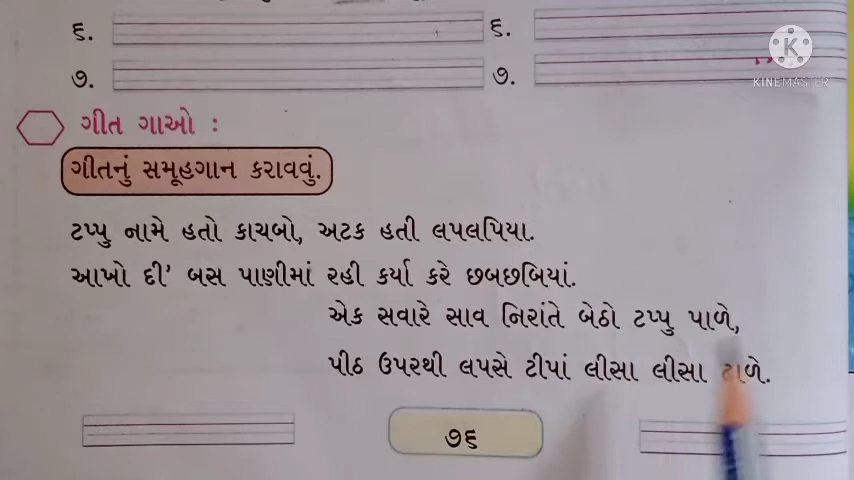 ૬.
૬.
૭.
૭.
KINEMASTER
ગીત ગાઓ :
ગીતનું સમૂહગાન કરાવવું.
ટપ્પુ નામે હતો કાચબો, અટક હતી લપલપિયા.
આખો દી' બસ પાણીમાં રહી કર્યા કરે છબછબિયાં.
એક સવારે સાવ નિરાંતે બેઠો ટપ્પુ પાળે,
પીઠ ઉપરથી લપસે ટીપાં લીસા લીસા ઢાળે.
૭૬